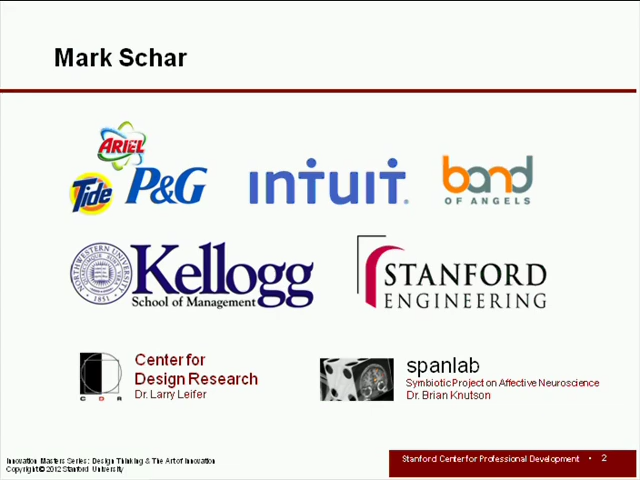 Mark Schar
ARIEL
Tide
P&G
INTUIT.
band
OF ANGELS
NORTHWESTERN UNIVERSITY
1851
Kellogg
School of Management
STANFORD
ENGINEERING
Center for
Design Research
Dr. Larry Leifer
C D R
spanlab
Symbiotic Project on Affective Neuroscience
Dr. Brian Knutson
Innovation Masters Series: Design Thinking & The Art of Innovation
Copyright © 2012 Stanford University
Stanford Center for Professional Development • 2